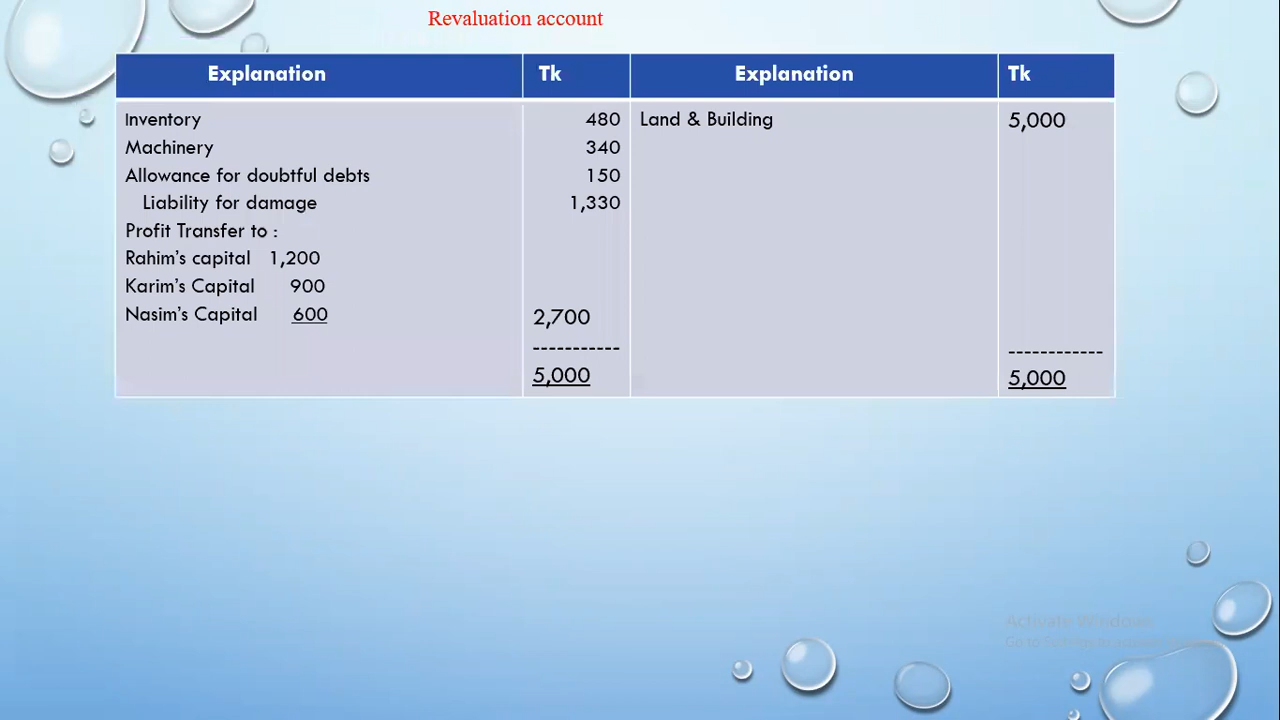 Revaluation account
Explanation Tk Explanation Tk
Inventory 480 Land & Building 5,000
Machinery 340
Allowance for doubtful debts 150
Liability for damage 1,330
Profit Transfer to :
Rahim's capital 1,200
Karim's Capital 900
Nasim's Capital 600 2,700
----------- ------------
5,000 5,000
Activate Windows